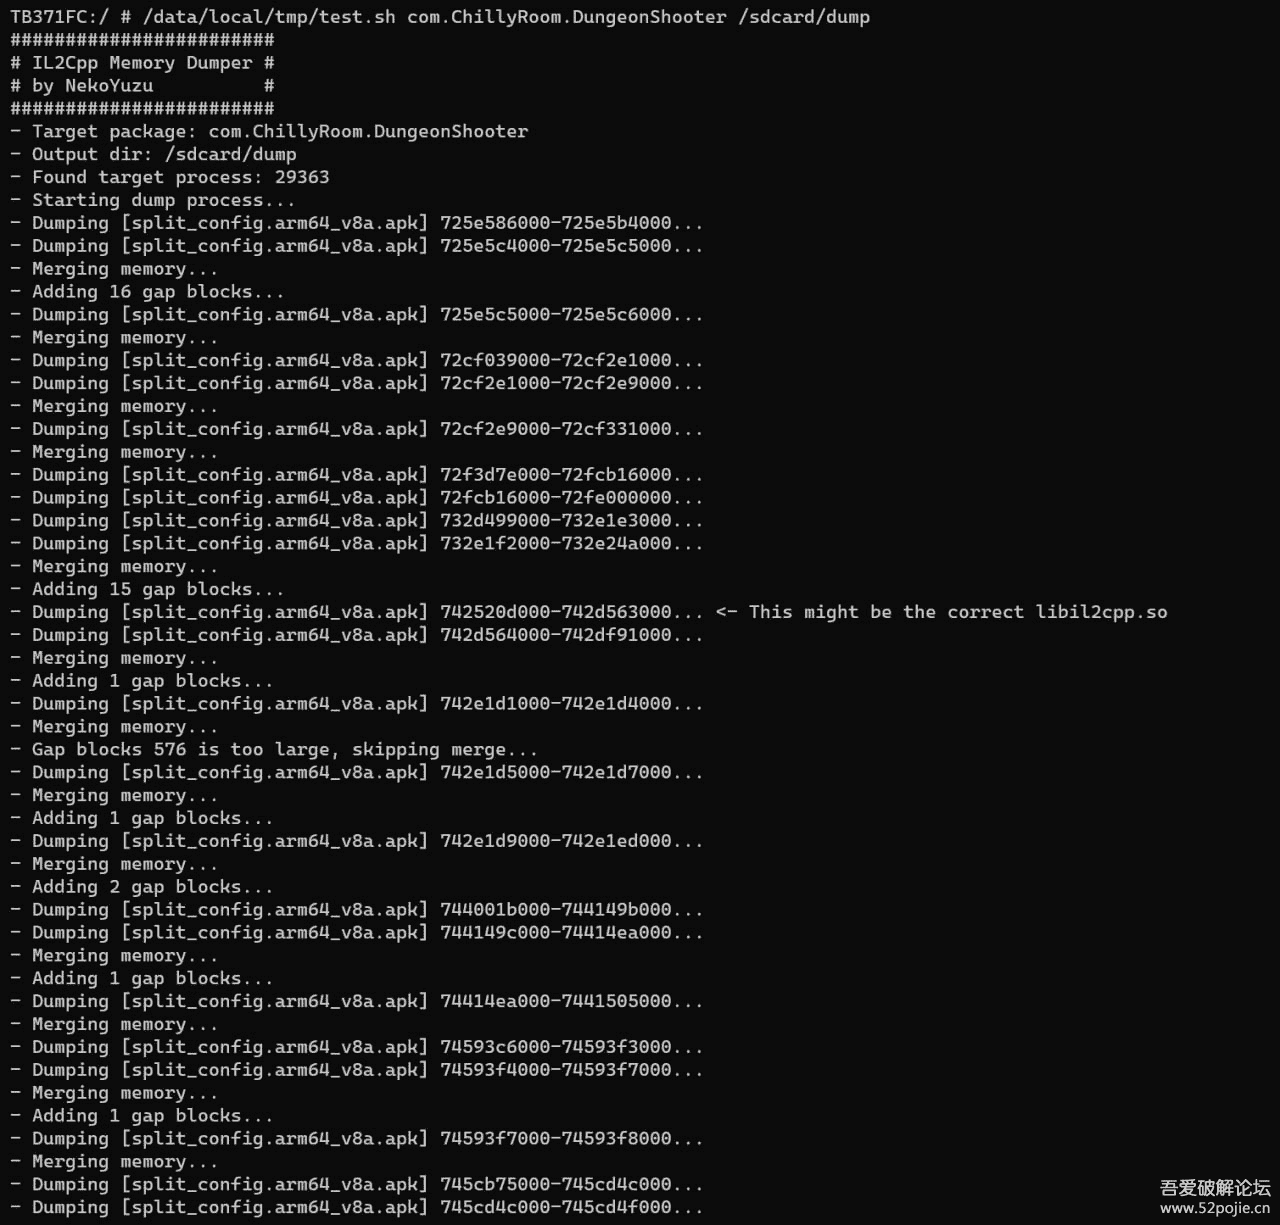 TB371FC:/ # /data/local/tmp/test.sh com.ChillyRoom.DungeonShooter /sdcard/dump
########################
# IL2Cpp Memory Dumper #
# by NekoYuzu          #
########################
- Target package: com.ChillyRoom.DungeonShooter
- Output dir: /sdcard/dump
- Found target process: 29363
- Starting dump process...
- Dumping [split_config.arm64_v8a.apk] 725e586000-725e5b4000...
- Dumping [split_config.arm64_v8a.apk] 725e5c4000-725e5c5000...
- Merging memory...
- Adding 16 gap blocks...
- Dumping [split_config.arm64_v8a.apk] 725e5c5000-725e5c6000...
- Merging memory...
- Dumping [split_config.arm64_v8a.apk] 72cf039000-72cf2e1000...
- Dumping [split_config.arm64_v8a.apk] 72cf2e1000-72cf2e9000...
- Merging memory...
- Dumping [split_config.arm64_v8a.apk] 72cf2e9000-72cf331000...
- Merging memory...
- Dumping [split_config.arm64_v8a.apk] 72f3d7e000-72fcb16000...
- Dumping [split_config.arm64_v8a.apk] 72fcb16000-72fe000000...
- Dumping [split_config.arm64_v8a.apk] 732d499000-732e1e3000...
- Dumping [split_config.arm64_v8a.apk] 732e1f2000-732e24a000...
- Merging memory...
- Adding 15 gap blocks...
- Dumping [split_config.arm64_v8a.apk] 742520d000-742d563000... <- This might be the correct libil2cpp.so
- Dumping [split_config.arm64_v8a.apk] 742d564000-742df91000...
- Merging memory...
- Adding 1 gap blocks...
- Dumping [split_config.arm64_v8a.apk] 742e1d1000-742e1d4000...
- Merging memory...
- Gap blocks 576 is too large, skipping merge...
- Dumping [split_config.arm64_v8a.apk] 742e1d5000-742e1d7000...
- Merging memory...
- Adding 1 gap blocks...
- Dumping [split_config.arm64_v8a.apk] 742e1d9000-742e1ed000...
- Merging memory...
- Adding 2 gap blocks...
- Dumping [split_config.arm64_v8a.apk] 744001b000-744149b000...
- Dumping [split_config.arm64_v8a.apk] 744149c000-74414ea000...
- Merging memory...
- Adding 1 gap blocks...
- Dumping [split_config.arm64_v8a.apk] 74414ea000-7441505000...
- Merging memory...
- Dumping [split_config.arm64_v8a.apk] 74593c6000-74593f3000...
- Dumping [split_config.arm64_v8a.apk] 74593f4000-74593f7000...
- Merging memory...
- Adding 1 gap blocks...
- Dumping [split_config.arm64_v8a.apk] 74593f7000-74593f8000...
- Merging memory...
- Dumping [split_config.arm64_v8a.apk] 745cb75000-745cd4c000...
- Dumping [split_config.arm64_v8a.apk] 745cd4c000-745cd4f000...
吾爱破解论坛
www.52pojie.cn